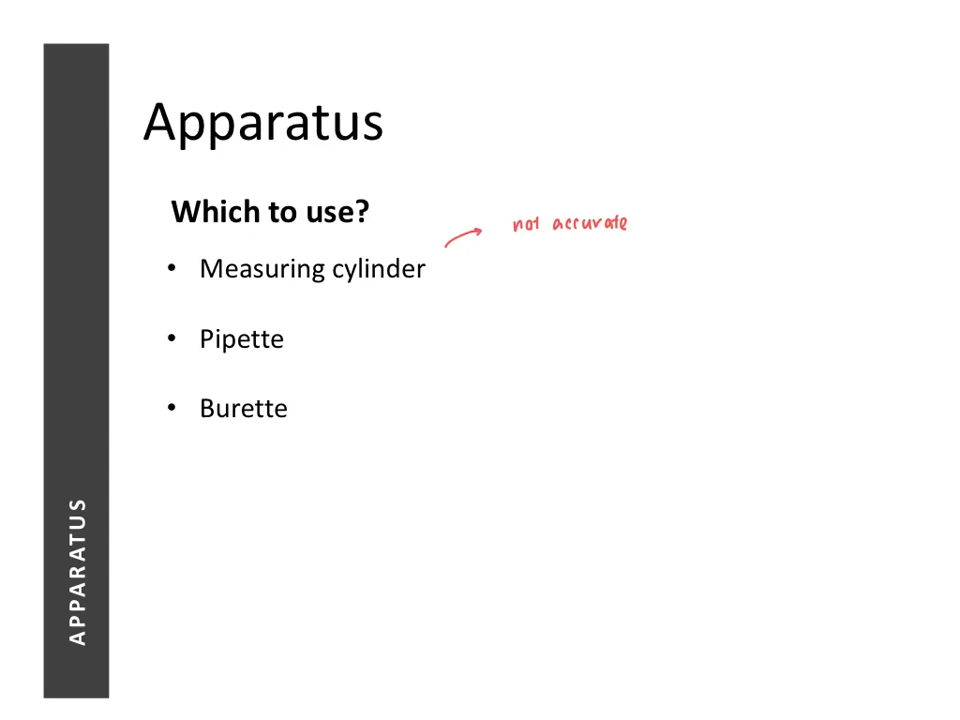 Apparatus
Which to use?
not accurate
• Measuring cylinder
• Pipette
• Burette
APPARATUS